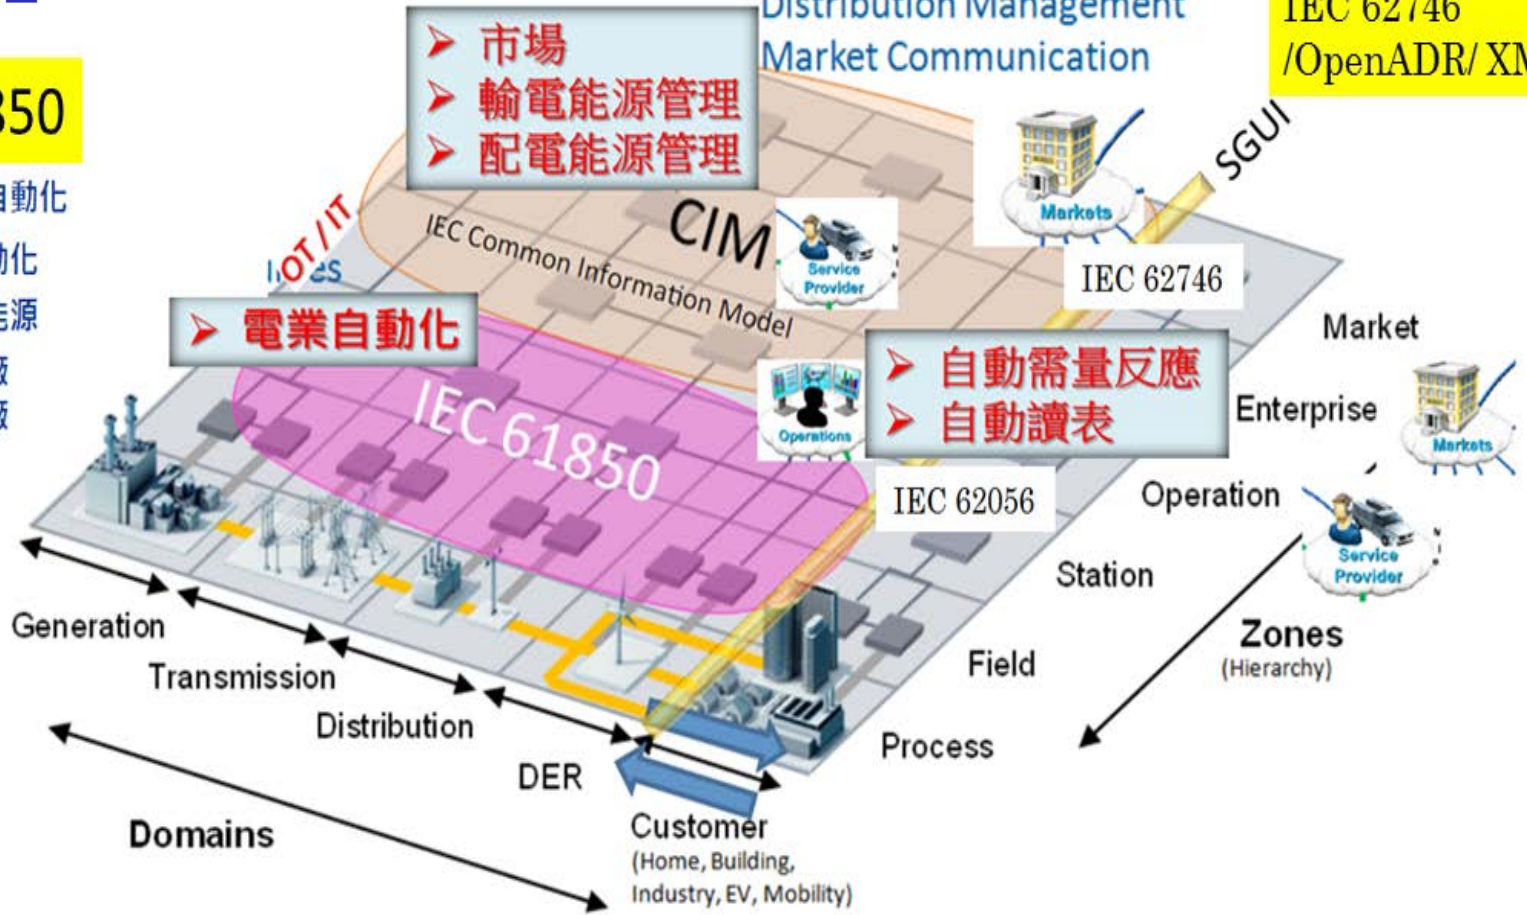 Distribution Management
Market Communication
IEC 62746
/OpenADR/ XM
➢ 市場
➢ 輸電能源管理
➢ 配電能源管理
850
自動化
動化
能源
廠
廠
SGUI
Markets
OT / IT
CIM
IEC Common Information Model
Service
Provider
IEC 62746
➢ 電業自動化
➢ 自動需量反應
➢ 自動讀表
IEC 61850
Operations
IEC 62056
Market
Enterprise
Operation
Station
Field
Process
Markets
Service
Provider
Zones
(Hierarchy)
Generation
Transmission
Distribution
DER
Customer
(Home, Building,
Industry, EV, Mobility)
Domains